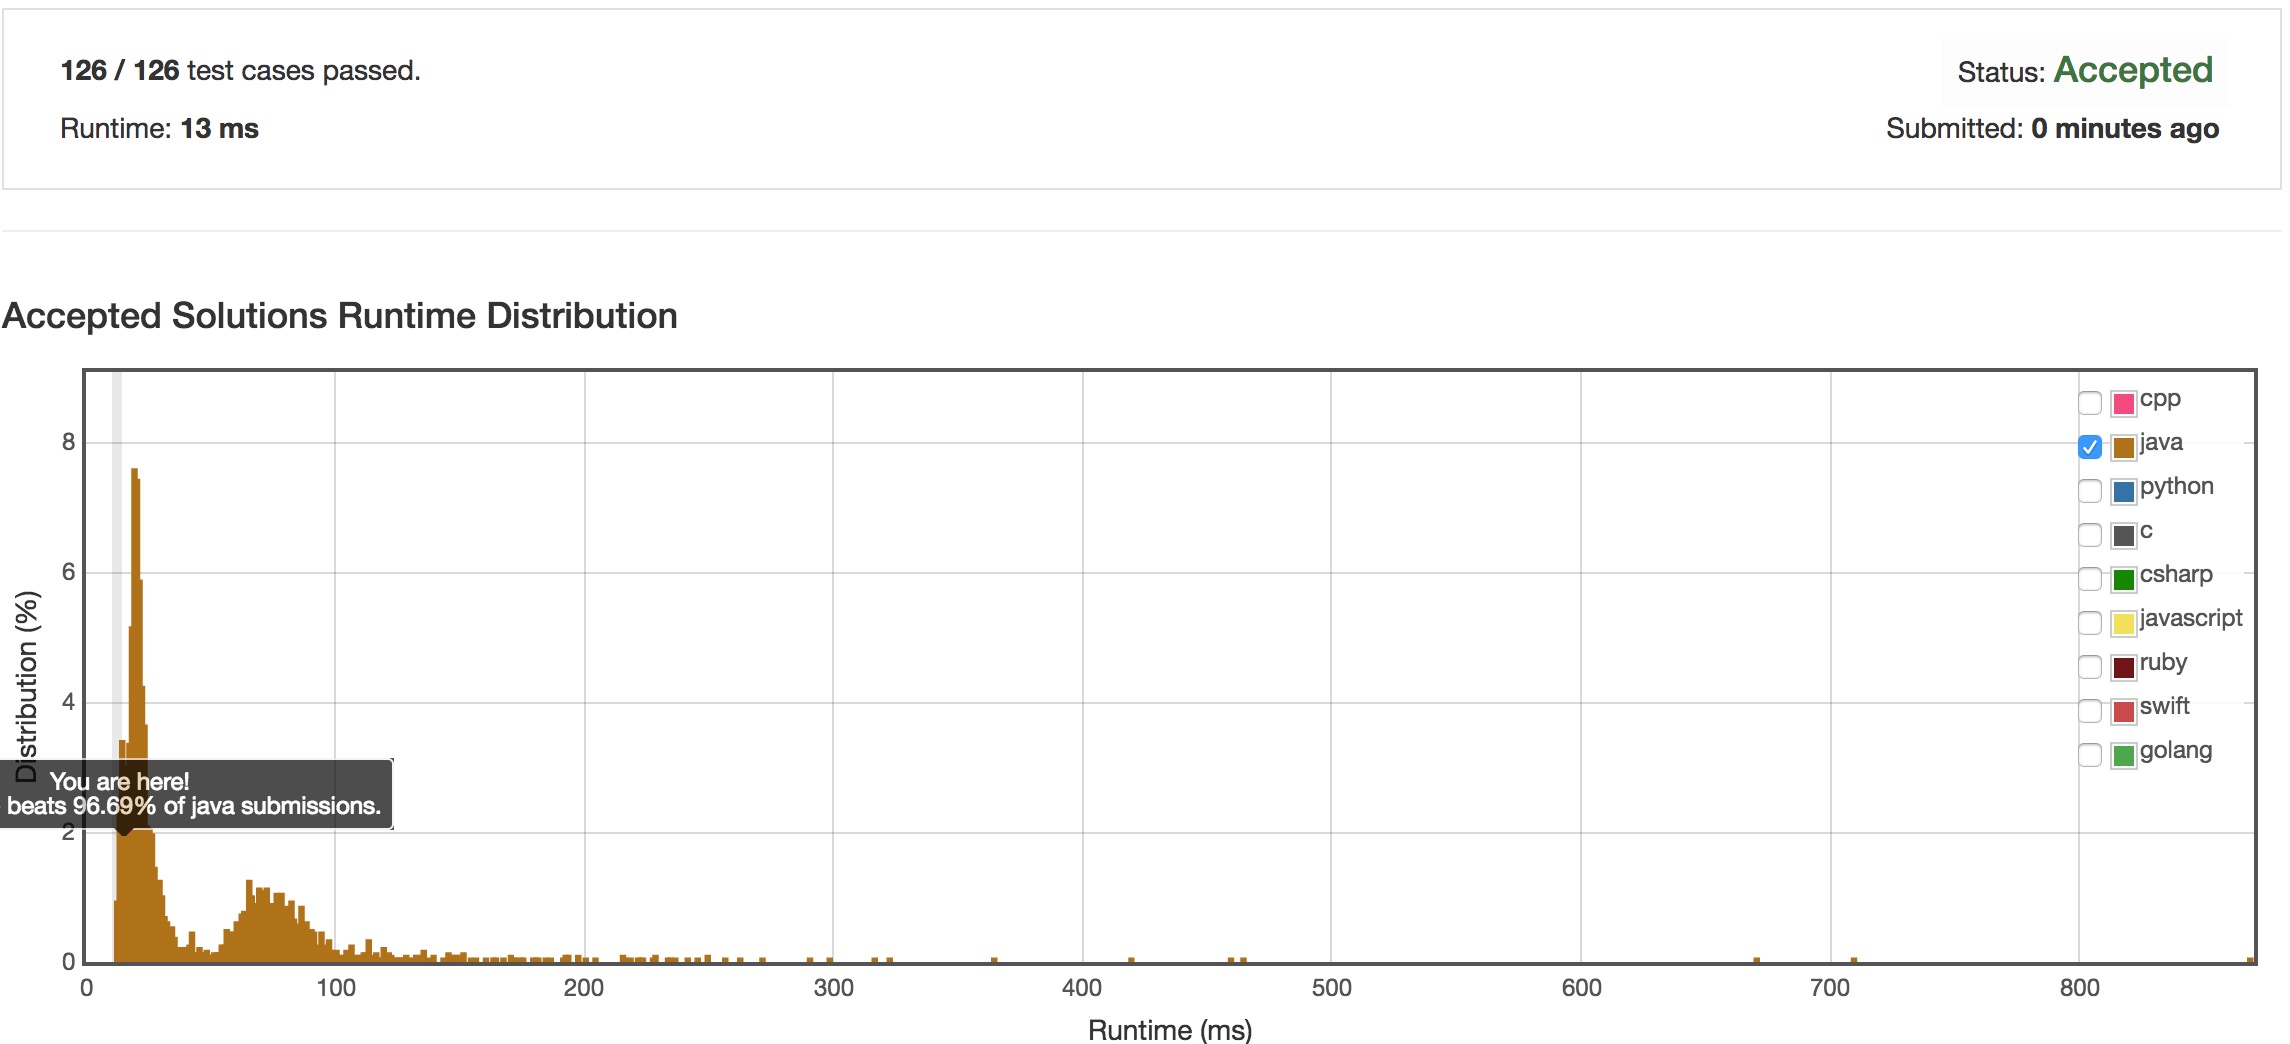 126 / 126 test cases passed.
Status: Accepted
Runtime: 13 ms
Submitted: 0 minutes ago
Accepted Solutions Runtime Distribution
cpp
java
python
c
csharp
javascript
ruby
swift
golang
Distribution (%)
8
6
4
2
0
You are here!
beats 96.69% of java submissions.
0 100 200 300 400 500 600 700 800
Runtime (ms)